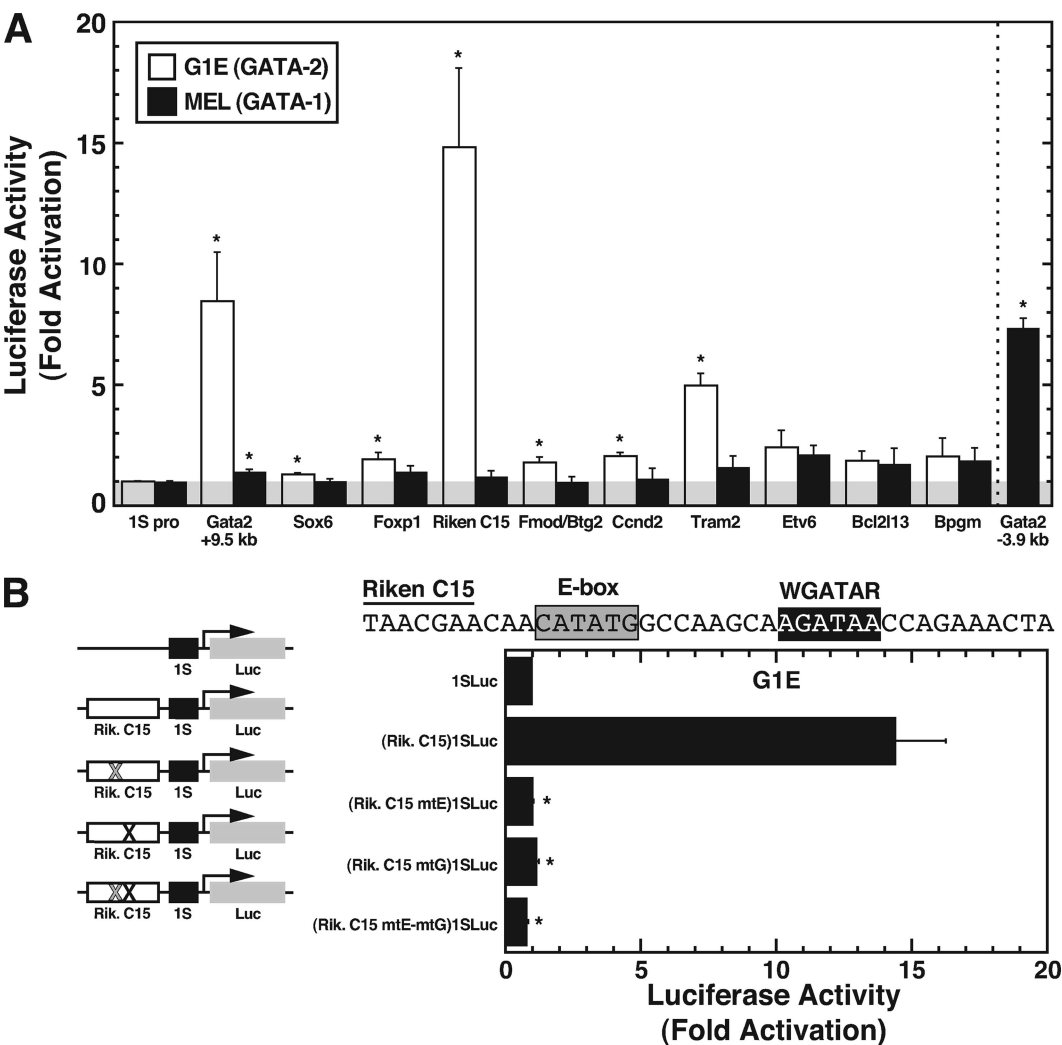 A
20
15
10
5
0
Luciferase Activity
(Fold Activation)
G1E (GATA-2)
MEL (GATA-1)
*
*
*
*
*
*
*
*
*
*
1S pro
Gata2
+9.5 kb
Sox6
Foxp1
Riken C15
Fmod/Btg2
Ccnd2
Tram2
Etv6
Bcl2l13
Bpgm
Gata2
-3.9 kb
B
Riken C15
E-box
WGATAR
TAACGAACAACATATGGCCAAGCAAGATAACCAGAAACTA
1S Luc
Rik. C15 1S Luc
Rik. C15 1S Luc
Rik. C15 1S Luc
Rik. C15 1S Luc
G1E
1SLuc
(Rik. C15)1SLuc
(Rik. C15 mtE)1SLuc *
(Rik. C15 mtG)1SLuc *
(Rik. C15 mtE-mtG)1SLuc *
0 5 10 15 20
Luciferase Activity
(Fold Activation)